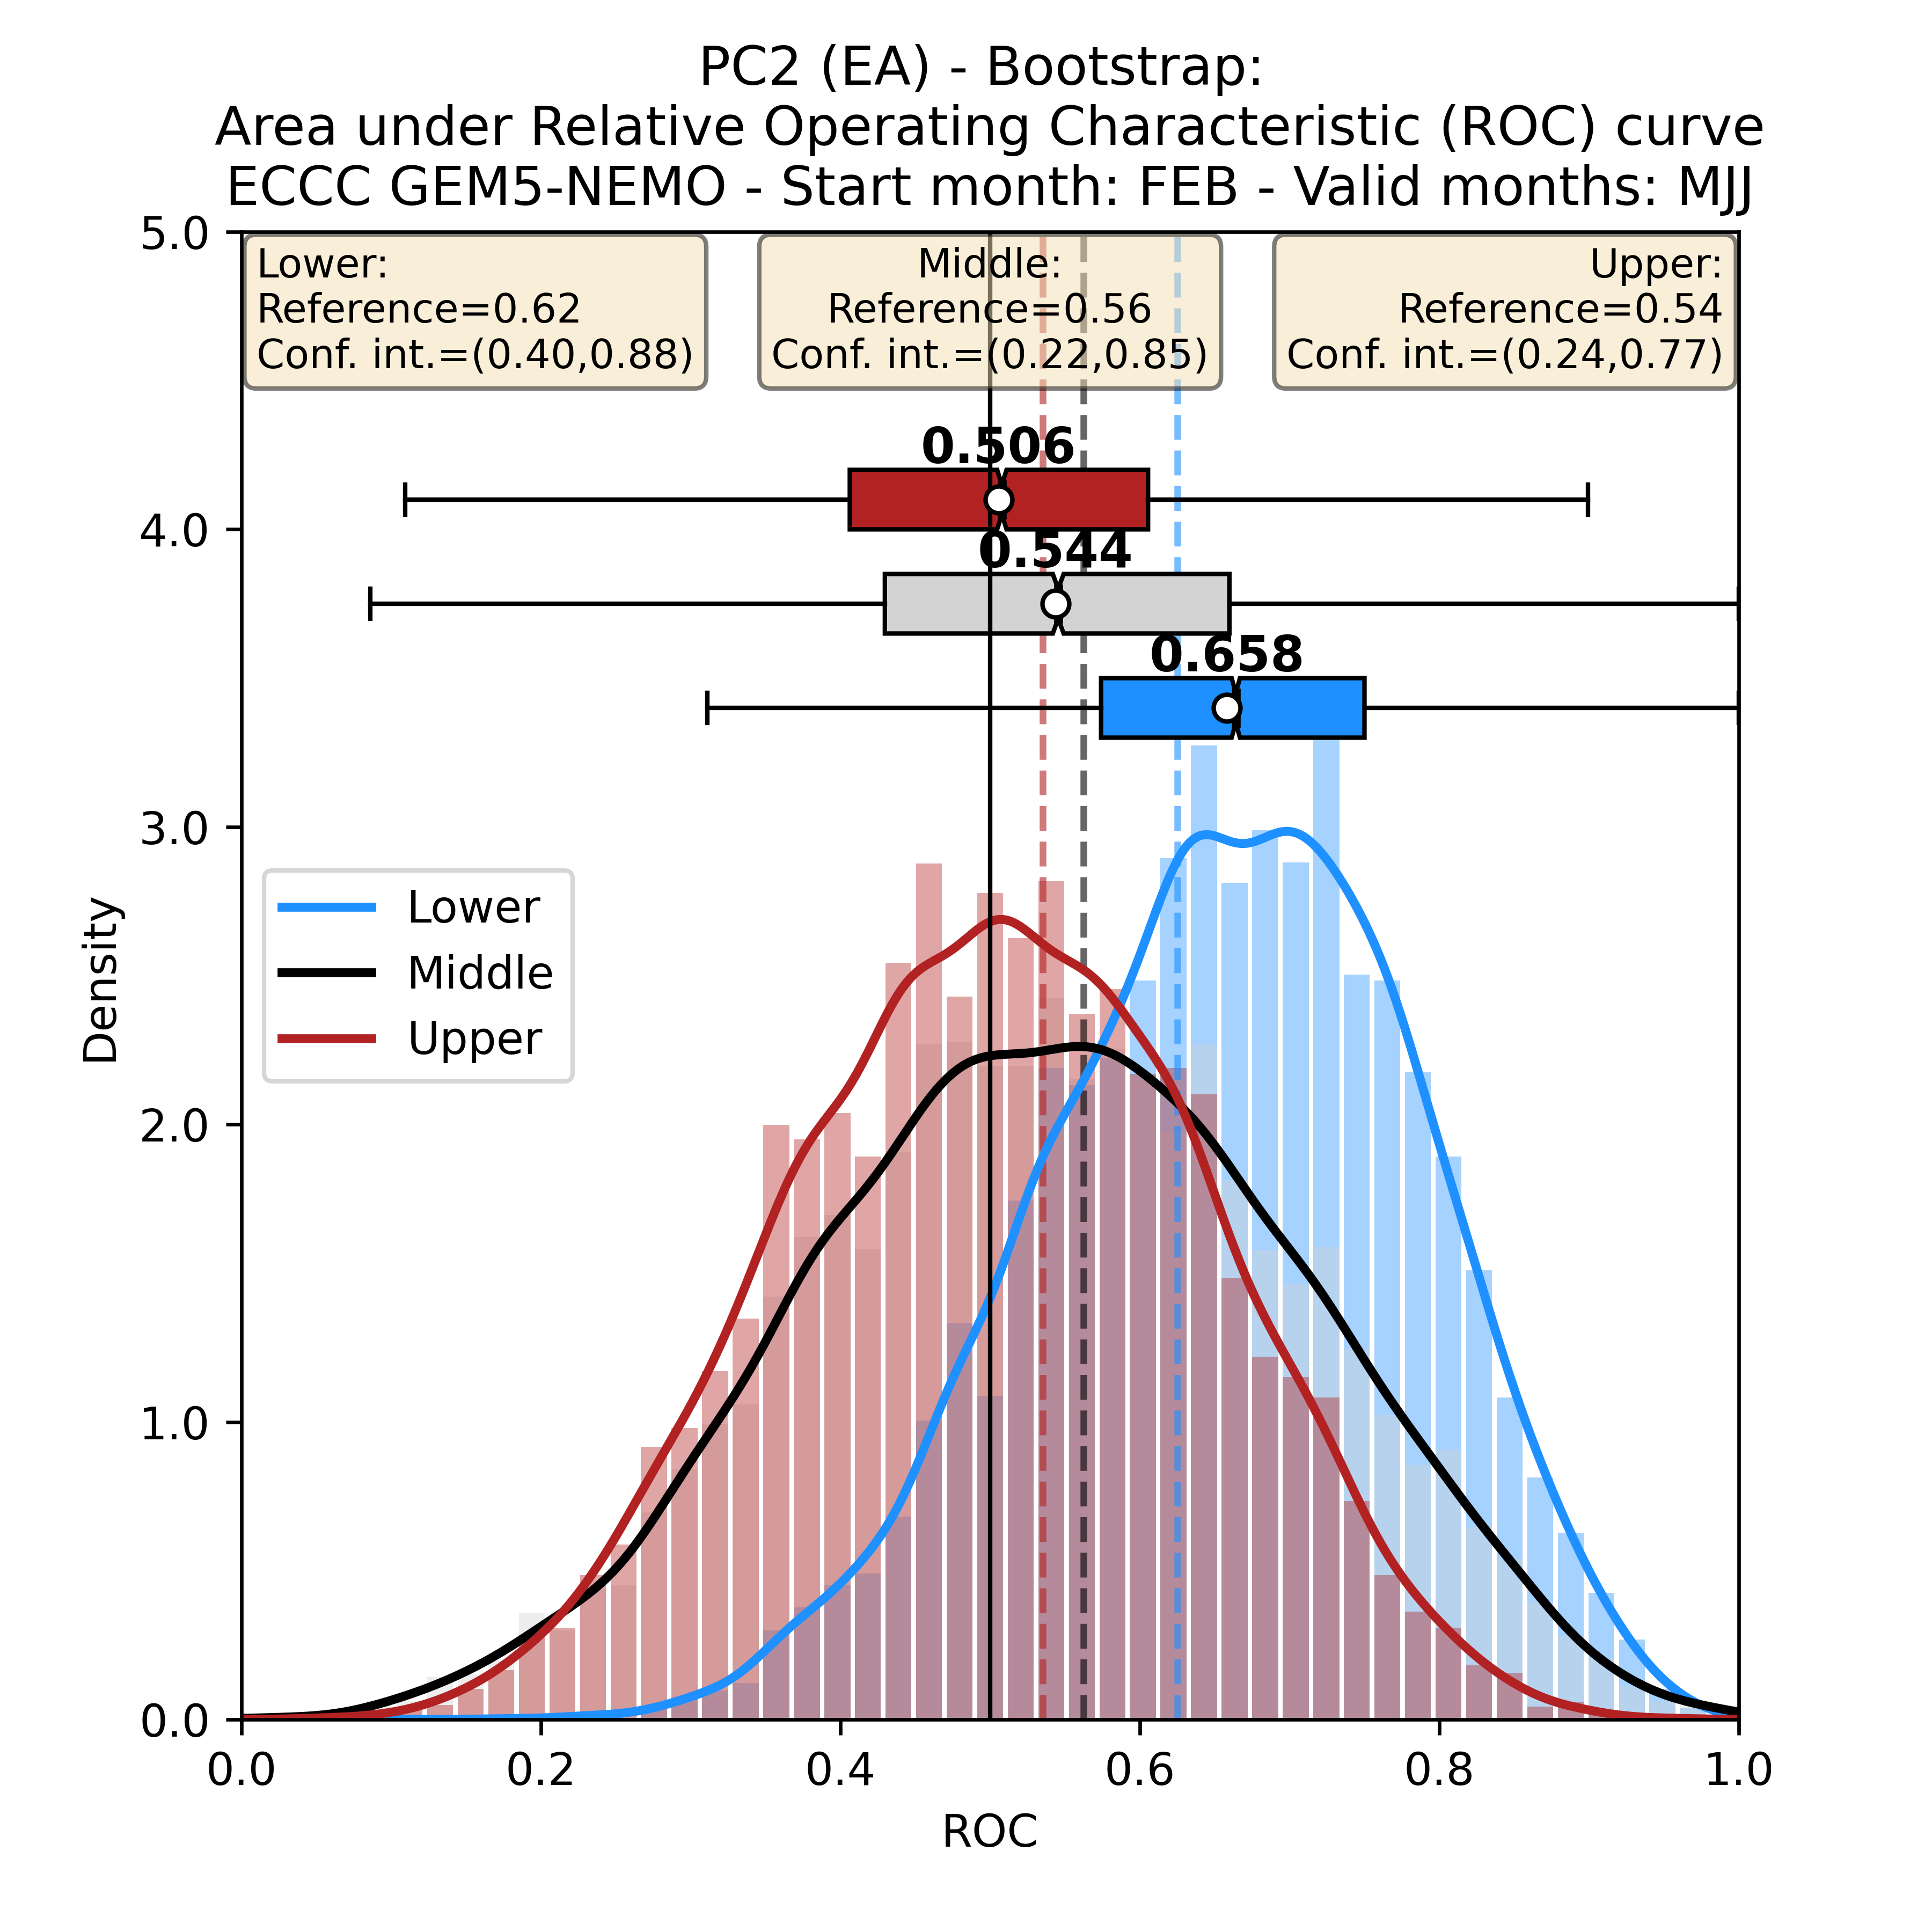 PC2 (EA) - Bootstrap:
Area under Relative Operating Characteristic (ROC) curve
ECCC GEM5-NEMO - Start month: FEB - Valid months: MJJ
Lower:
Reference=0.62
Conf. int.=(0.40,0.88)
Middle:
Reference=0.56
Conf. int.=(0.22,0.85)
Upper:
Reference=0.54
Conf. int.=(0.24,0.77)
0.506
0.544
0.658
Lower
Middle
Upper
Density
5.0
4.0
3.0
2.0
1.0
0.0
0.0
0.2
0.4
0.6
0.8
1.0
ROC